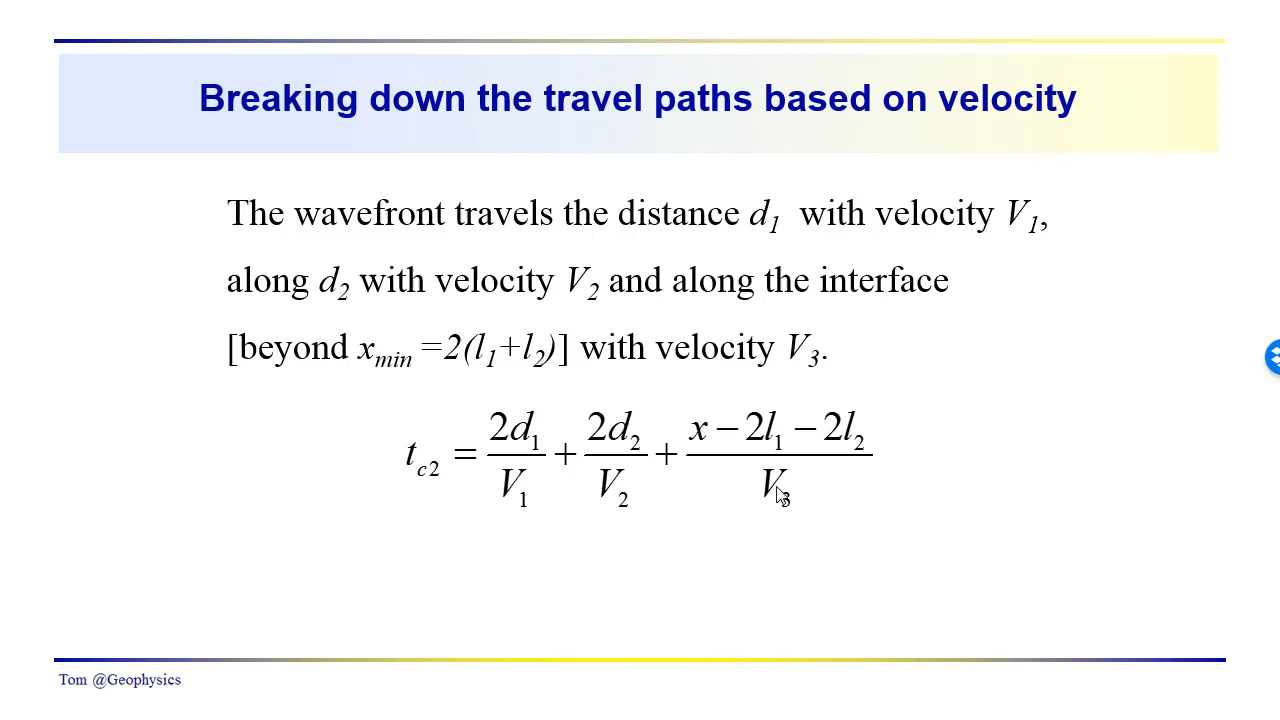 Breaking down the travel paths based on velocity
The wavefront travels the distance d₁ with velocity V₁,
along d₂ with velocity V₂ and along the interface
[beyond xₘᵢₙ =2(l₁+l₂)] with velocity V₃.
t_c2 = 2d₁/V₁ + 2d₂/V₂ + (x − 2l₁ − 2l₂)/V₃
Tom @Geophysics